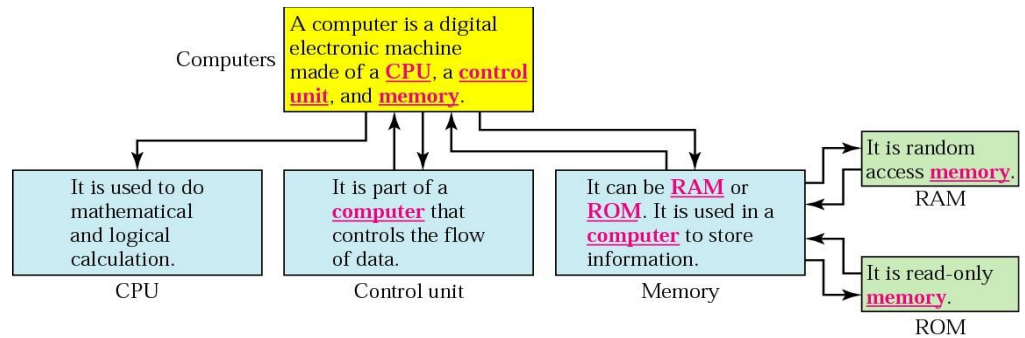 Computers
A computer is a digital
electronic machine
made of a CPU, a control
unit, and memory.
It is used to do
mathematical
and logical
calculation.
CPU
It is part of a
computer that
controls the flow
of data.
Control unit
It can be RAM or
ROM. It is used in a
computer to store
information.
Memory
It is random
access memory.
RAM
It is read-only
memory.
ROM